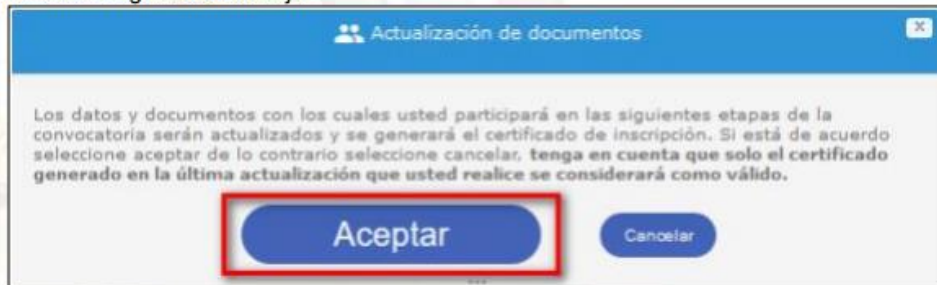 Actualización de documentos
x
Los datos y documentos con los cuales usted participará en las siguientes etapas de la
convocatoria serán actualizados y se generará el certificado de inscripción. Si está de acuerdo
seleccione aceptar de lo contrario seleccione cancelar, tenga en cuenta que solo el certificado
generado en la última actualización que usted realice se considerará como válido.
Aceptar
Cancelar